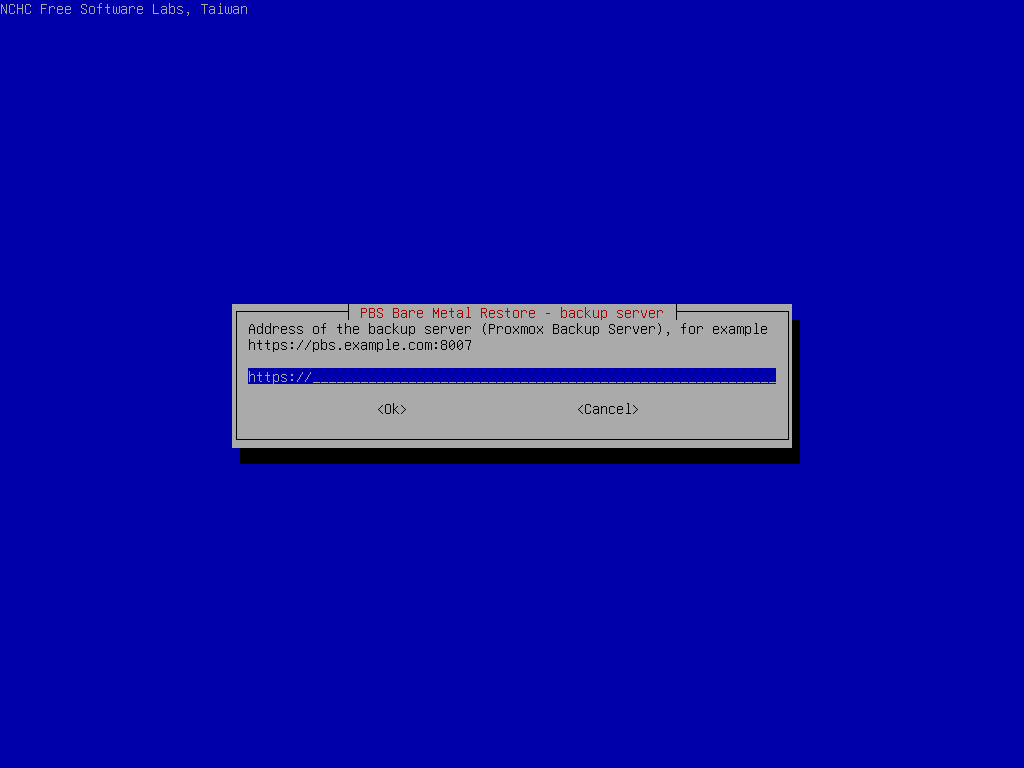 NCHC Free Software Labs, Taiwan
PBS Bare Metal Restore - backup server
Address of the backup server (Proxmox Backup Server), for example
https://pbs.example.com:8007
https://__________________________________________________________
<Ok> <Cancel>